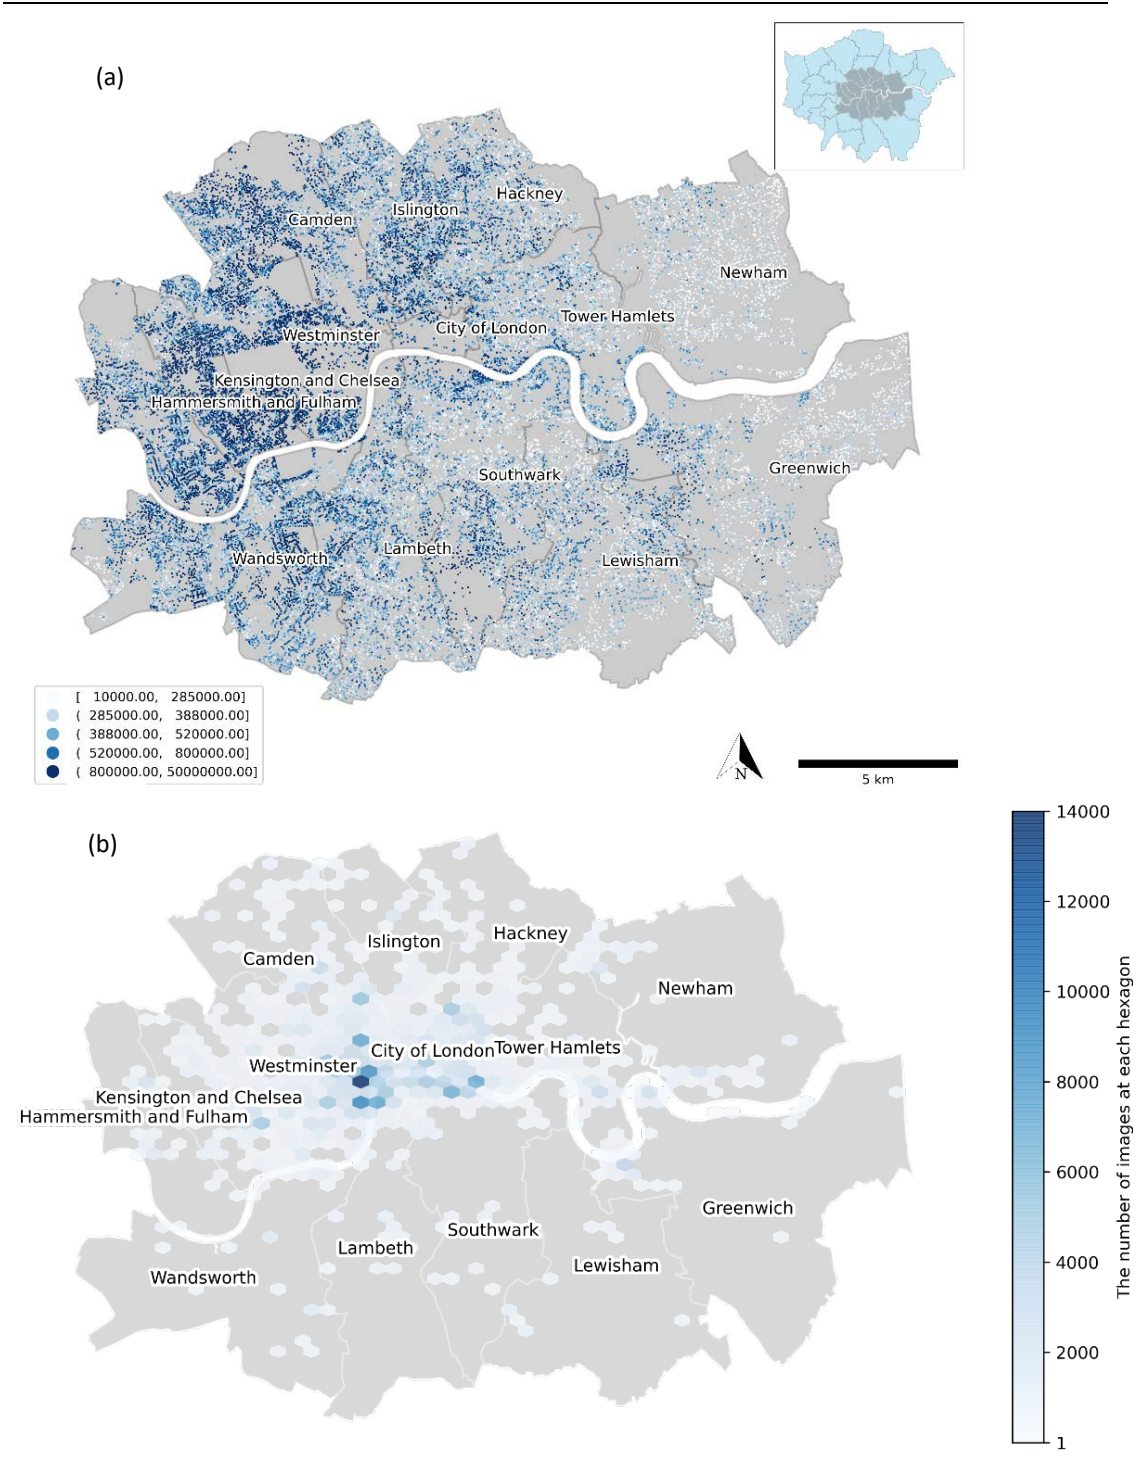 (a)
Hackney
Islington
Camden
Newham
Tower Hamlets
City of London
Westminster
Kensington and Chelsea
Hammersmith and Fulham
Southwark
Greenwich
Lambeth
Wandsworth
Lewisham
[ 10000.00, 285000.00]
( 285000.00, 388000.00]
( 388000.00, 520000.00]
( 520000.00, 800000.00]
( 800000.00, 50000000.00]
N
5 km
(b)
14000
12000
10000
8000
6000
4000
2000
1
The number of images at each hexagon
Hackney
Islington
Camden
Newham
City of London
Tower Hamlets
Westminster
Kensington and Chelsea
Hammersmith and Fulham
Greenwich
Southwark
Lambeth
Lewisham
Wandsworth